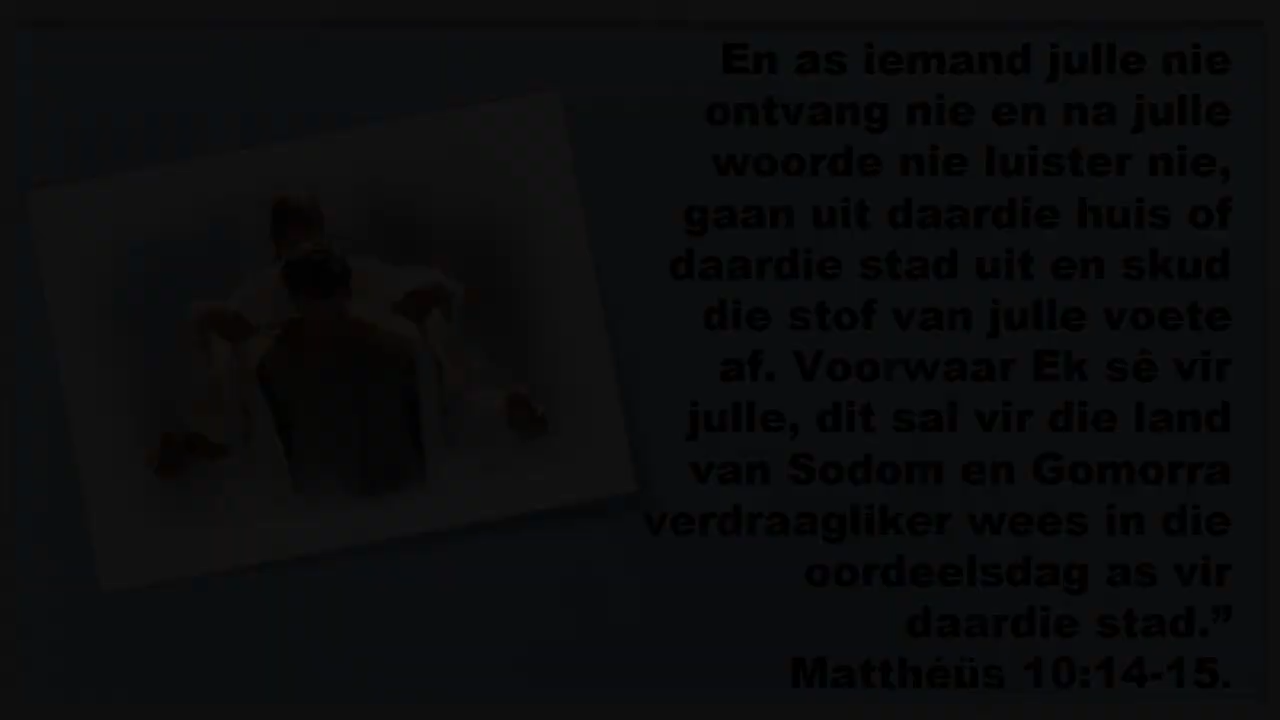 En as iemand julle nie
ontvang nie en na julle
woorde nie luister nie,
gaan uit daardie huis of
daardie stad uit en skud
die stof van julle voete
af. Voorwaar Ek sê vir
julle, dit sal vir die land
van Sodom en Gomorra
verdraagliker wees in die
oordeelsdag as vir
daardie stad.”
Matthéüs 10:14-15.